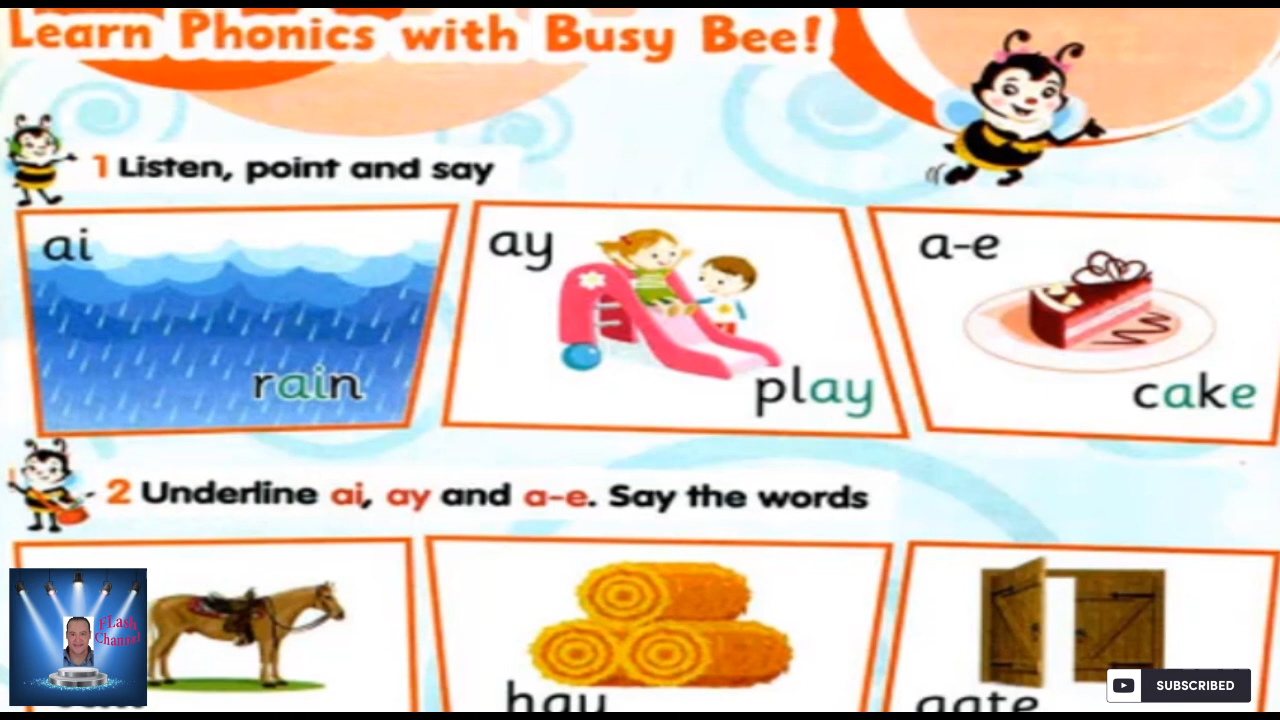 Learn Phonics with Busy Bee!
1 Listen, point and say
ai
ay
a-e
rain
play
cake
2 Underline ai, ay and a-e. Say the words
FLash
Channel
hay
gate
SUBSCRIBED